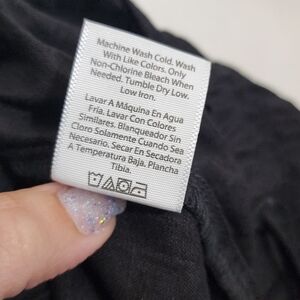 Machine Wash Cold. Wash
With Like Colors. Only
Non-Chlorine Bleach When
Needed. Tumble Dry Low.
Low Iron.
Lavar A Máquina En Agua
Fría. Lavar Con Colores
Similares. Blanqueador Sin
Cloro Solamente Cuando Sea
Necesario. Secar En Secadora
A Temperatura Baja. Plancha
Tibia.